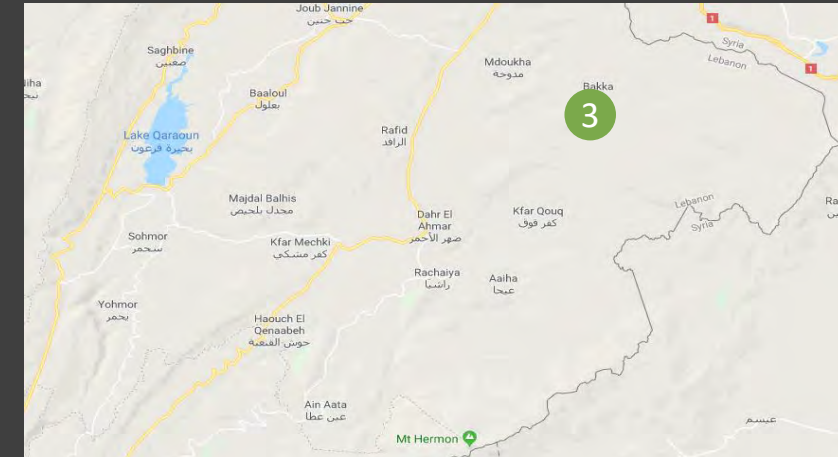 Joub Jannine
جب جنين
Saghbine
صغبين
1
Syria
Lebanon
1
Mdoukha
مدوخة
Bakka
3
Baaloul
بعلول
Rafid
الرافد
Lake Qaraoun
بحيرة قرعون
Majdal Balhis
مجدل بلحيص
Dahr El
Ahmar
ضهر الأحمر
Kfar Qouq
كفر قوق
Lebanon
Syria
Sohmor
سحمر
Kfar Mechki
كفر مشكي
Rachaiya
راشيا
Aaiha
عيحا
Yohmor
يحمر
Haouch El
Qenaabeh
حوش القنعبة
Ain Aata
عين عطا
Mt Hermon
عيسم